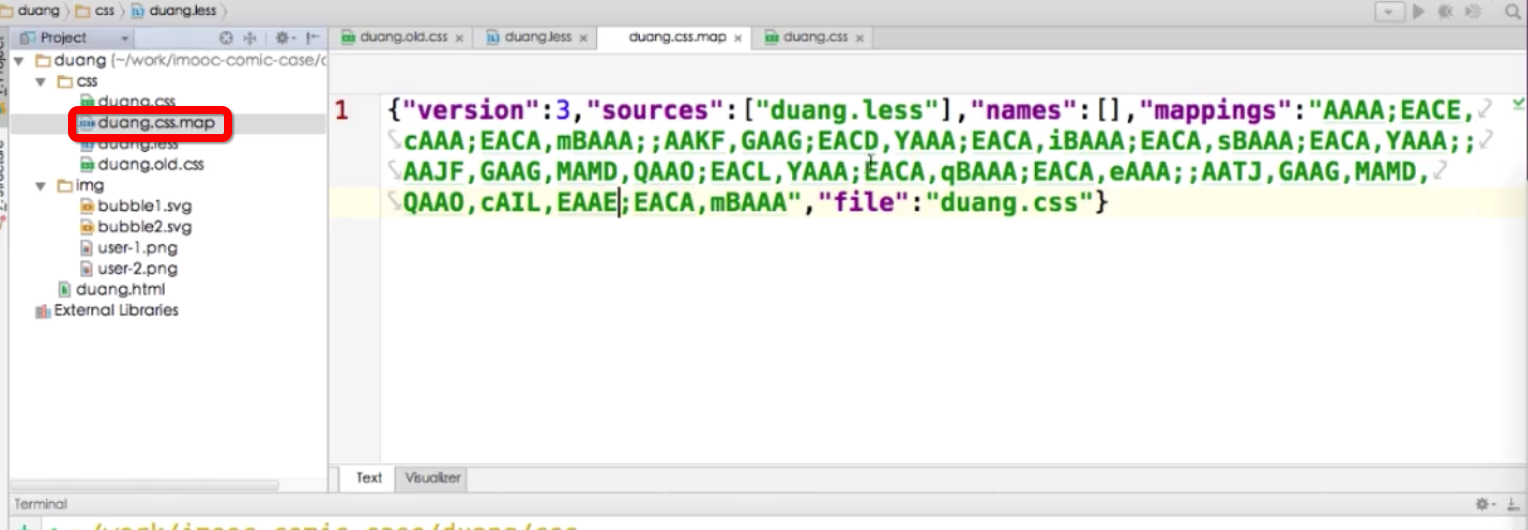 duang css duang.less
Project
duang.old.css duang.less duang.css.map duang.css
duang (~/work/imooc-comic-case/
css
duang.css
duang.css.map
duang.less
duang.old.css
img
bubble1.svg
bubble2.svg
user-1.png
user-2.png
duang.html
External Libraries
1 {"version":3,"sources":["duang.less"],"names":[],"mappings":"AAAA;EACE,
cAAA;EACA,mBAAA;;AAKF,GAAG;EACD,YAAA;EACA,iBAAA;EACA,sBAAA;EACA,YAAA;;
AAJF,GAAG,MAMD,QAAO;EACL,YAAA;EACA,qBAAA;EACA,eAAA;;AATJ,GAAG,MAMD,
QAAO,cAIL,EAAE;EACA,mBAAA","file":"duang.css"}
Text Visualizer
Terminal